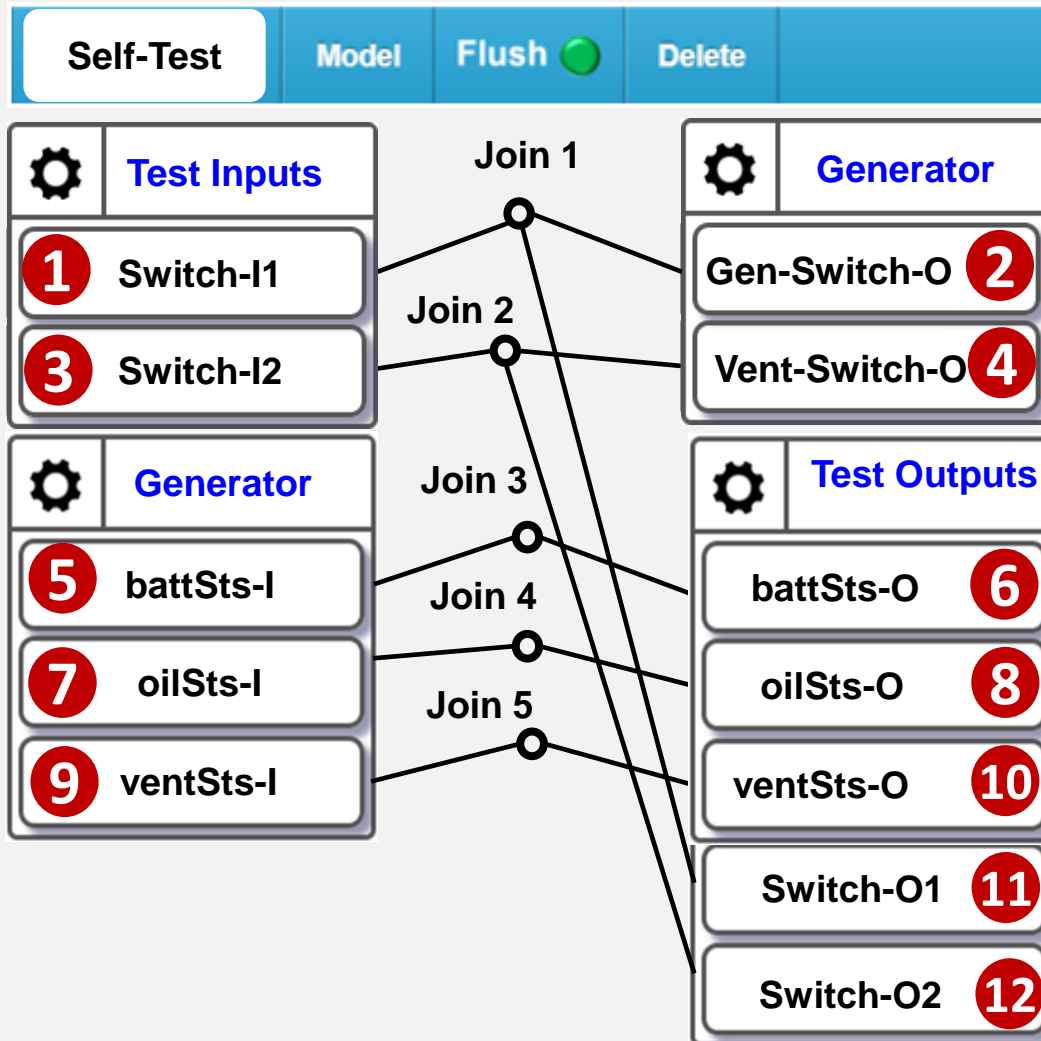 Self-Test Model Flush Delete
Test Inputs
1 Switch-I1
3 Switch-I2
Generator
5 battSts-I
7 oilSts-I
9 ventSts-I
Join 1
Join 2
Join 3
Join 4
Join 5
Generator
Gen-Switch-O 2
Vent-Switch-O 4
Test Outputs
battSts-O 6
oilSts-O 8
ventSts-O 10
Switch-O1 11
Switch-O2 12